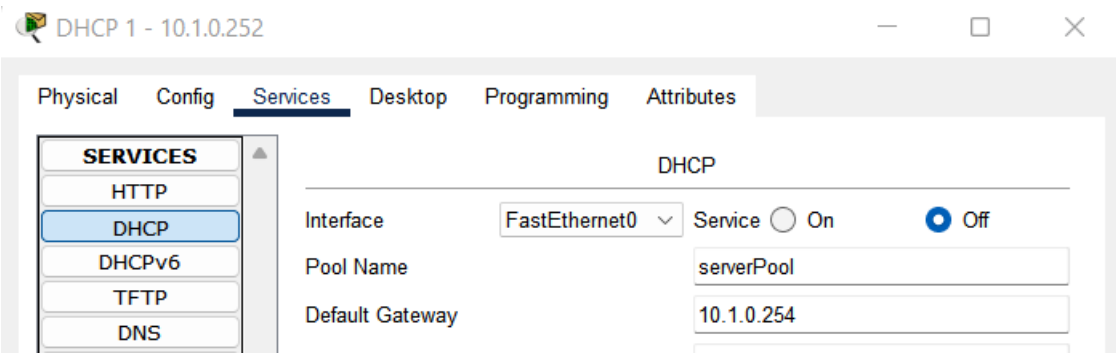 DHCP 1 - 10.1.0.252
Physical Config Services Desktop Programming Attributes
SERVICES
HTTP
DHCP
DHCPv6
TFTP
DNS
DHCP
Interface FastEthernet0 Service On Off
Pool Name serverPool
Default Gateway 10.1.0.254